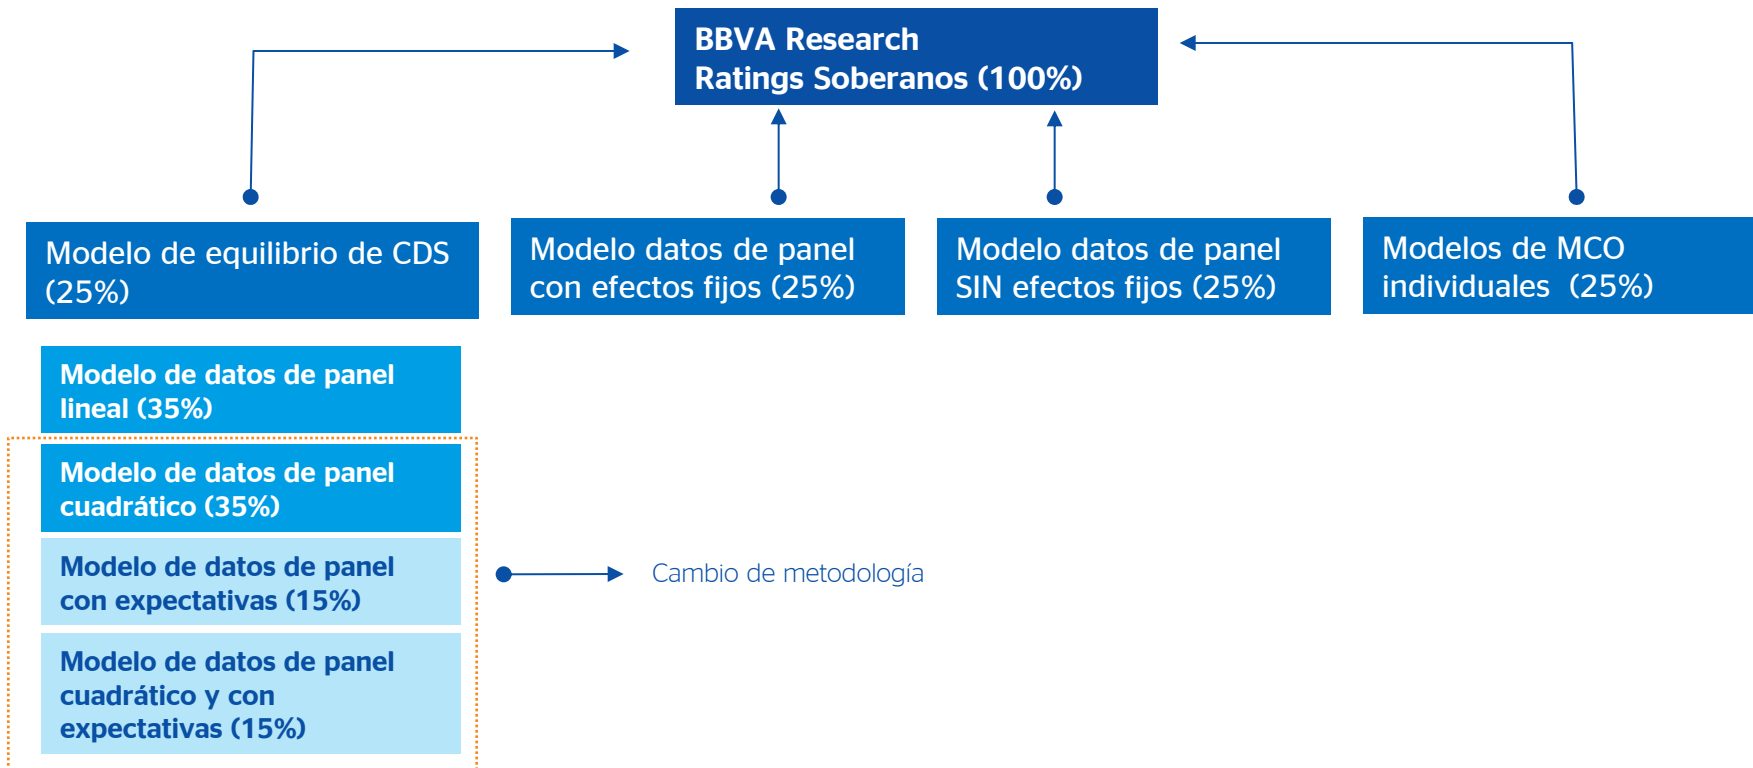 BBVA Research
Ratings Soberanos (100%)
Modelo de equilibrio de CDS
(25%)
Modelo datos de panel
con efectos fijos (25%)
Modelo datos de panel
SIN efectos fijos (25%)
Modelos de MCO
individuales (25%)
Modelo de datos de panel
lineal (35%)
Modelo de datos de panel
cuadrático (35%)
Modelo de datos de panel
con expectativas (15%)
Cambio de metodología
Modelo de datos de panel
cuadrático y con
expectativas (15%)